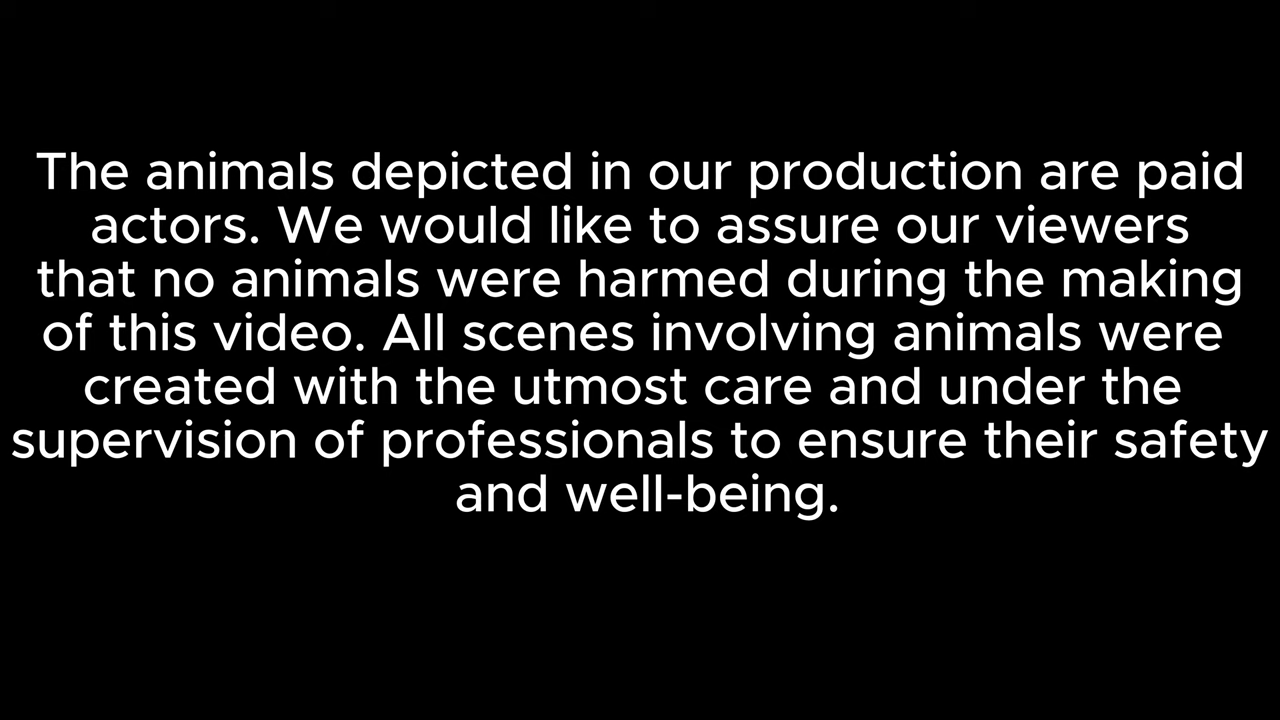 The animals depicted in our production are paid
actors. We would like to assure our viewers
that no animals were harmed during the making
of this video. All scenes involving animals were
created with the utmost care and under the
supervision of professionals to ensure their safety
and well-being.